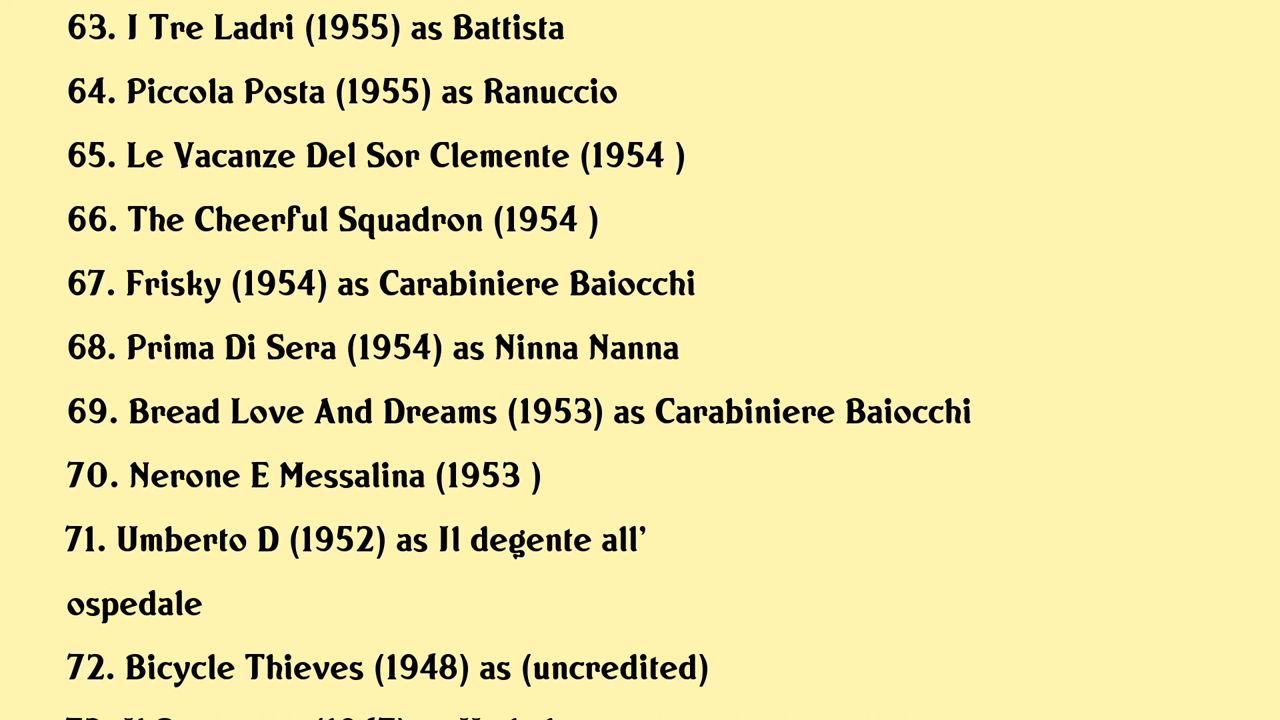 63. I Tre Ladri (1955) as Battista
64. Piccola Posta (1955) as Ranuccio
65. Le Vacanze Del Sor Clemente (1954 )
66. The Cheerful Squadron (1954 )
67. Frisky (1954) as Carabiniere Baiocchi
68. Prima Di Sera (1954) as Ninna Nanna
69. Bread Love And Dreams (1953) as Carabiniere Baiocchi
70. Nerone E Messalina (1953 )
71. Umberto D (1952) as Il degente all'
ospedale
72. Bicycle Thieves (1948) as (uncredited)